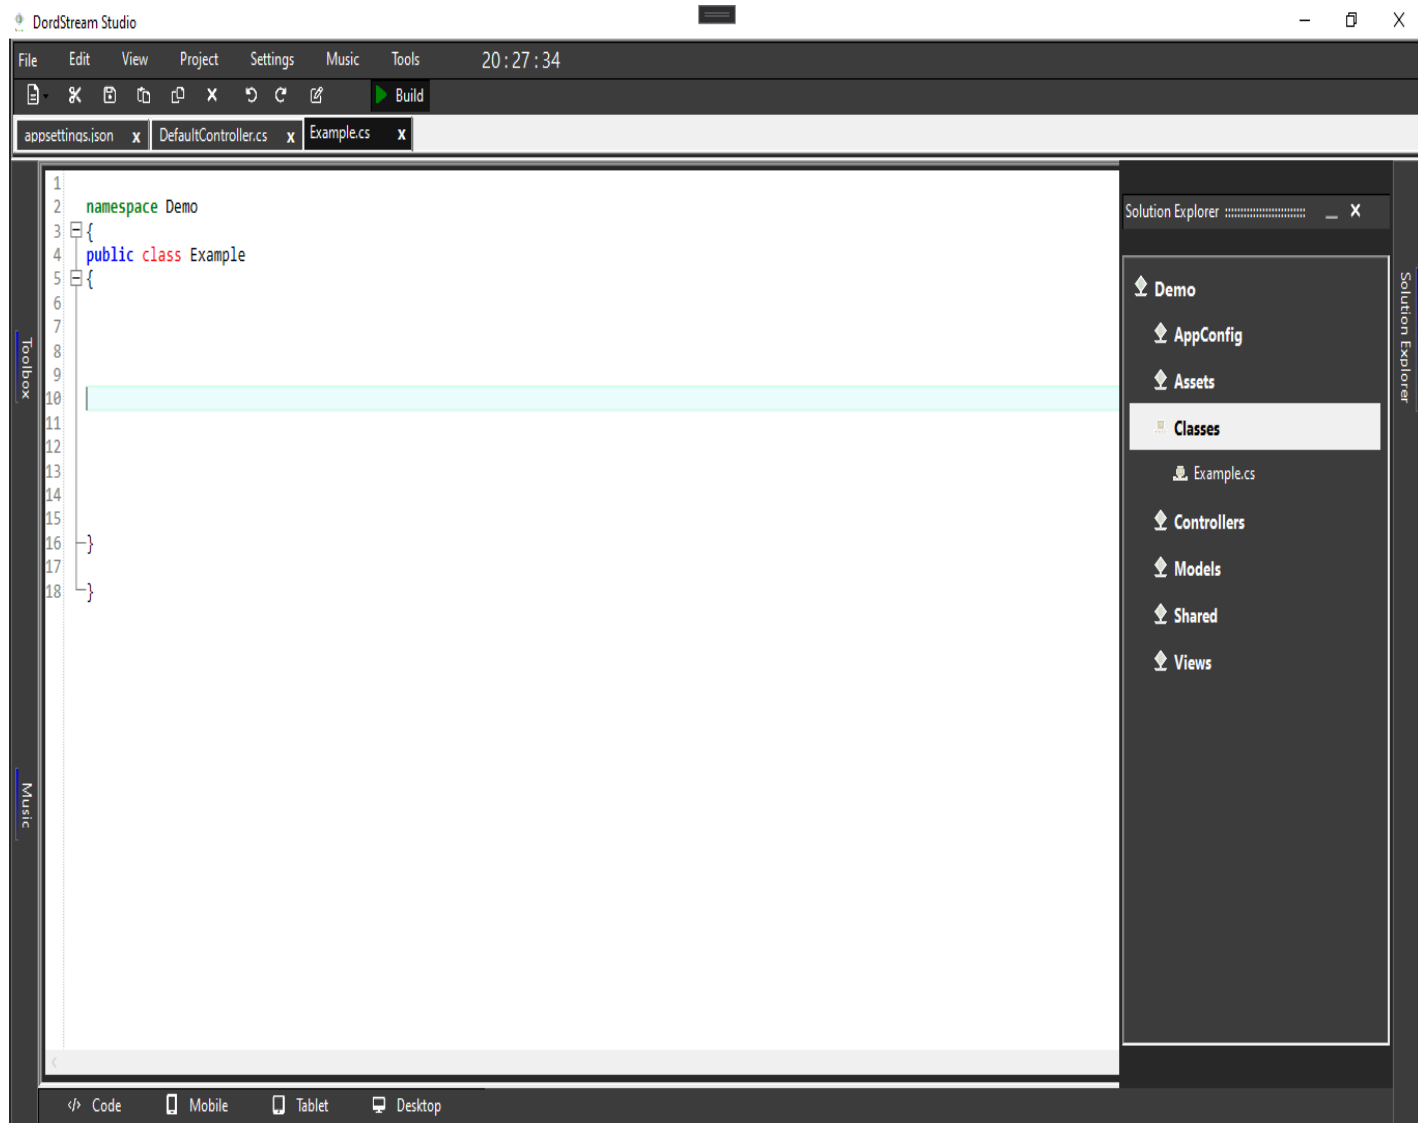 DordStream Studio
File Edit View Project Settings Music Tools 20:27:34
Build
appsettings.json x DefaultController.cs x Example.cs x
1
2 namespace Demo
3 {
4 public class Example
5 {
6
7
8
9
10
11
12
13
14
15
16 }
17
18 }
Toolbox
Music
Solution Explorer
Demo
AppConfig
Assets
Classes
Example.cs
Controllers
Models
Shared
Views
Solution Explorer
Code Mobile Tablet Desktop